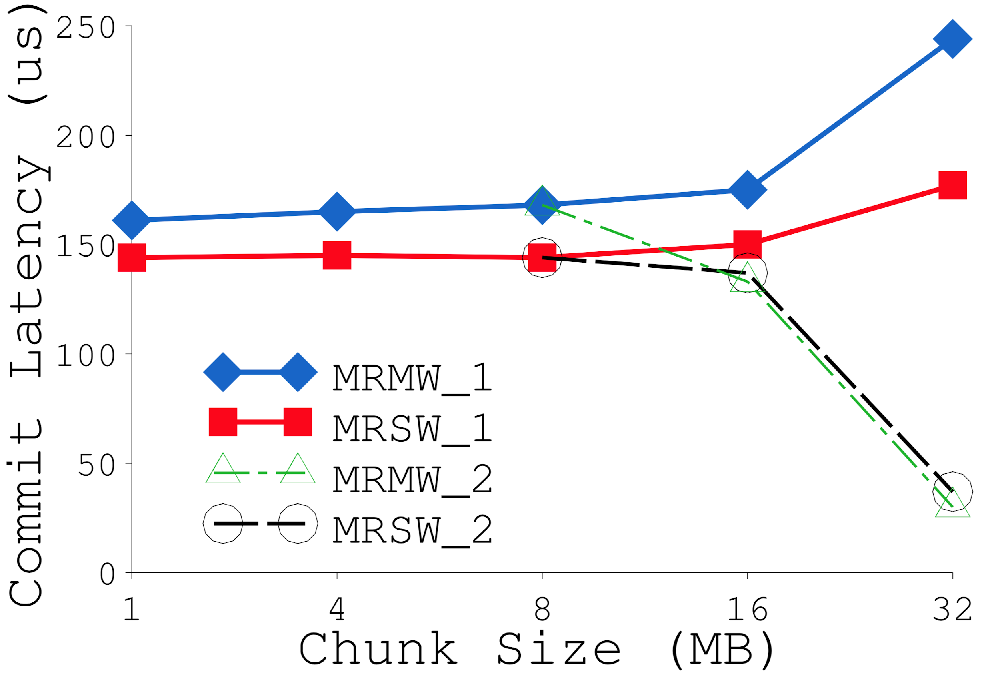 Commit Latency (us)
250
200
150
100
50
0
MRMW_1
MRSW_1
MRMW_2
MRSW_2
1 4 8 16 32
Chunk Size (MB)